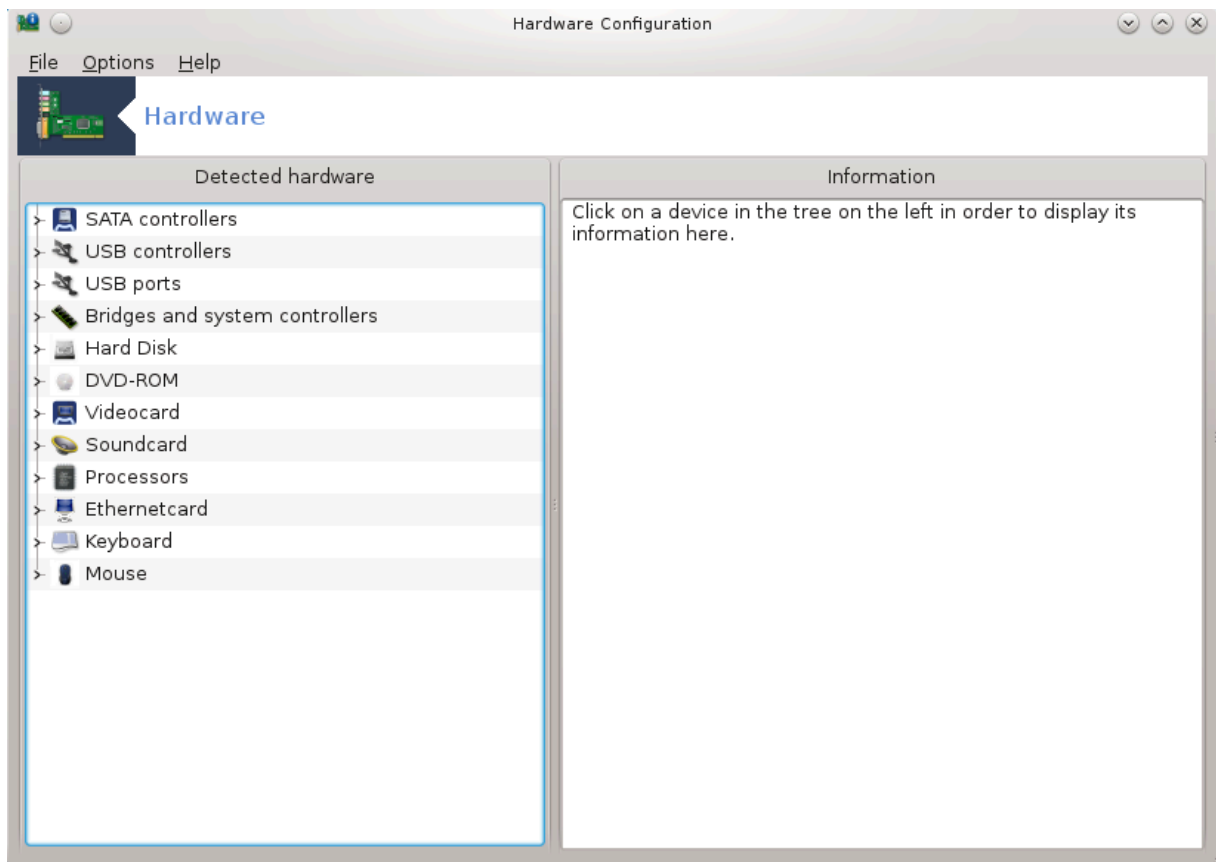 Hardware Configuration
File Options Help
Hardware
Detected hardware
SATA controllers
USB controllers
USB ports
Bridges and system controllers
Hard Disk
DVD-ROM
Videocard
Soundcard
Processors
Ethernetcard
Keyboard
Mouse
Information
Click on a device in the tree on the left in order to display its
information here.